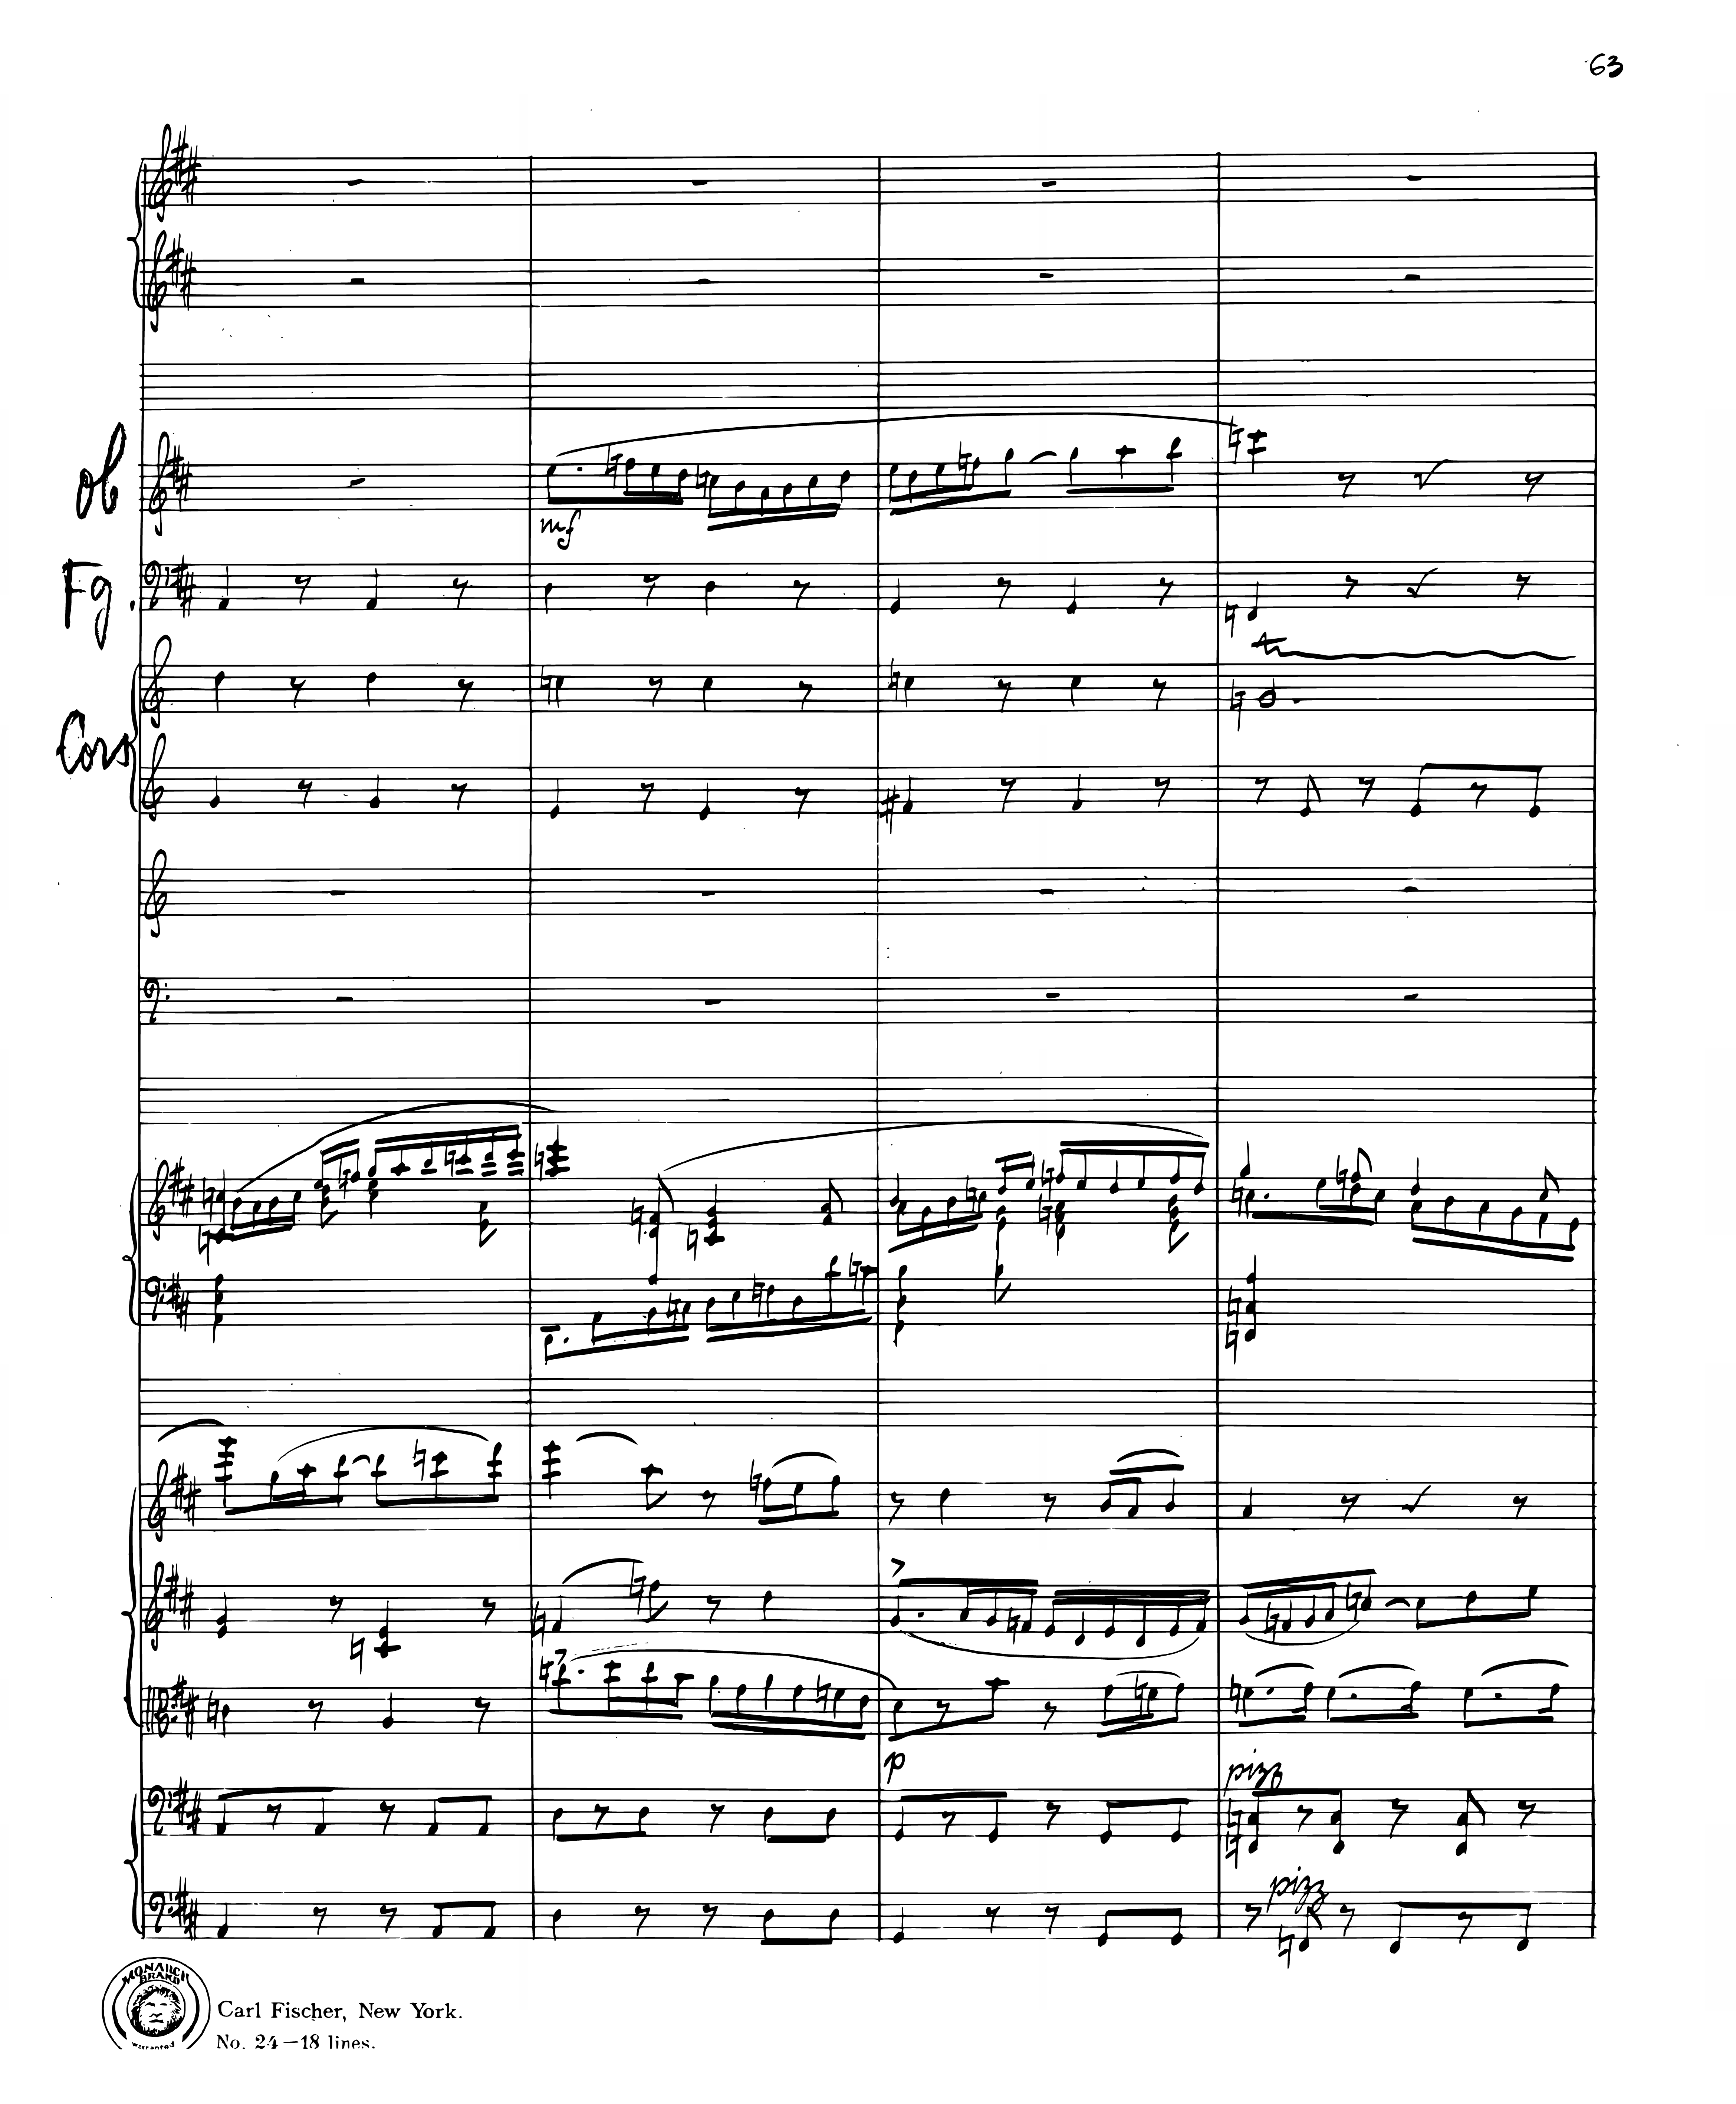 63
Ob
mf
Fg.
tr
Cors
p
pizz
pizz
MONARCH
BRAND
Warranted
Carl Fischer, New York.
No. 24—18 lines.